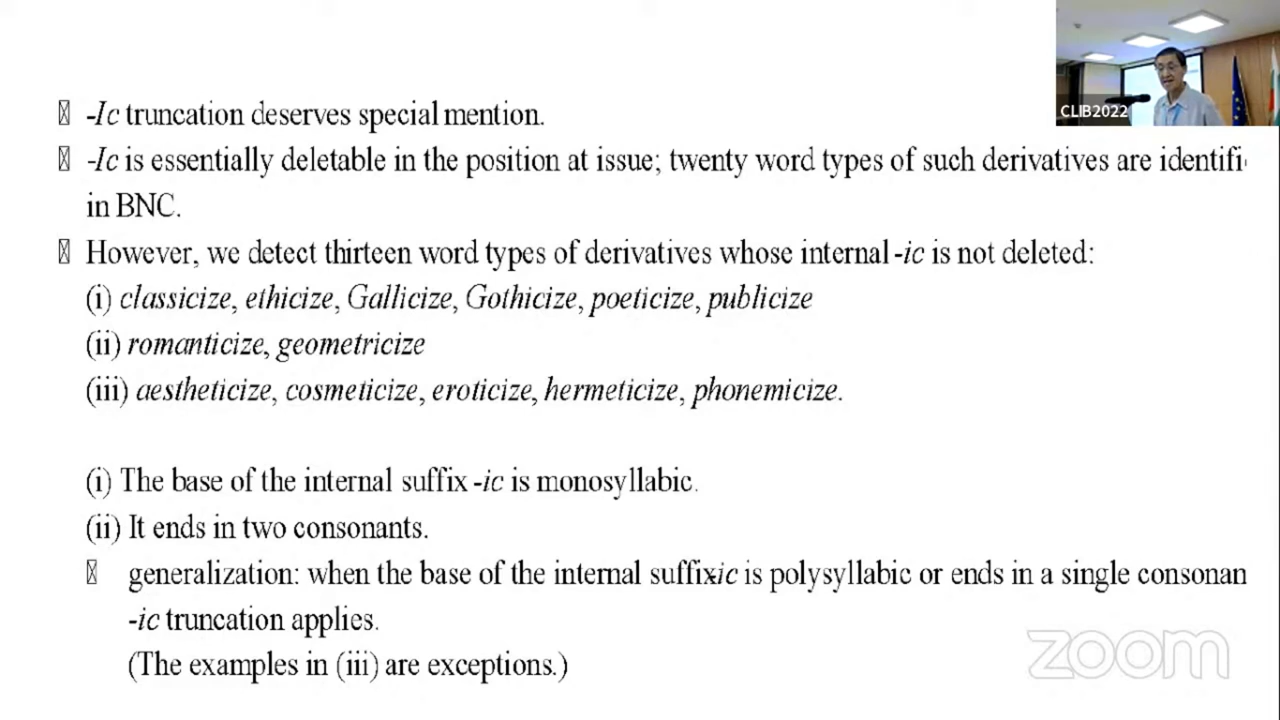 CLIB2022
-Ic truncation deserves special mention.
-Ic is essentially deletable in the position at issue; twenty word types of such derivatives are identifi
in BNC.
However, we detect thirteen word types of derivatives whose internal -ic is not deleted:
(i) classicize, ethicize, Gallicize, Gothicize, poeticize, publicize
(ii) romanticize, geometricize
(iii) aestheticize, cosmeticize, eroticize, hermeticize, phonemicize.
(i) The base of the internal suffix -ic is monosyllabic.
(ii) It ends in two consonants.
generalization: when the base of the internal suffixic is polysyllabic or ends in a single consonan
-ic truncation applies.
(The examples in (iii) are exceptions.)
zoom